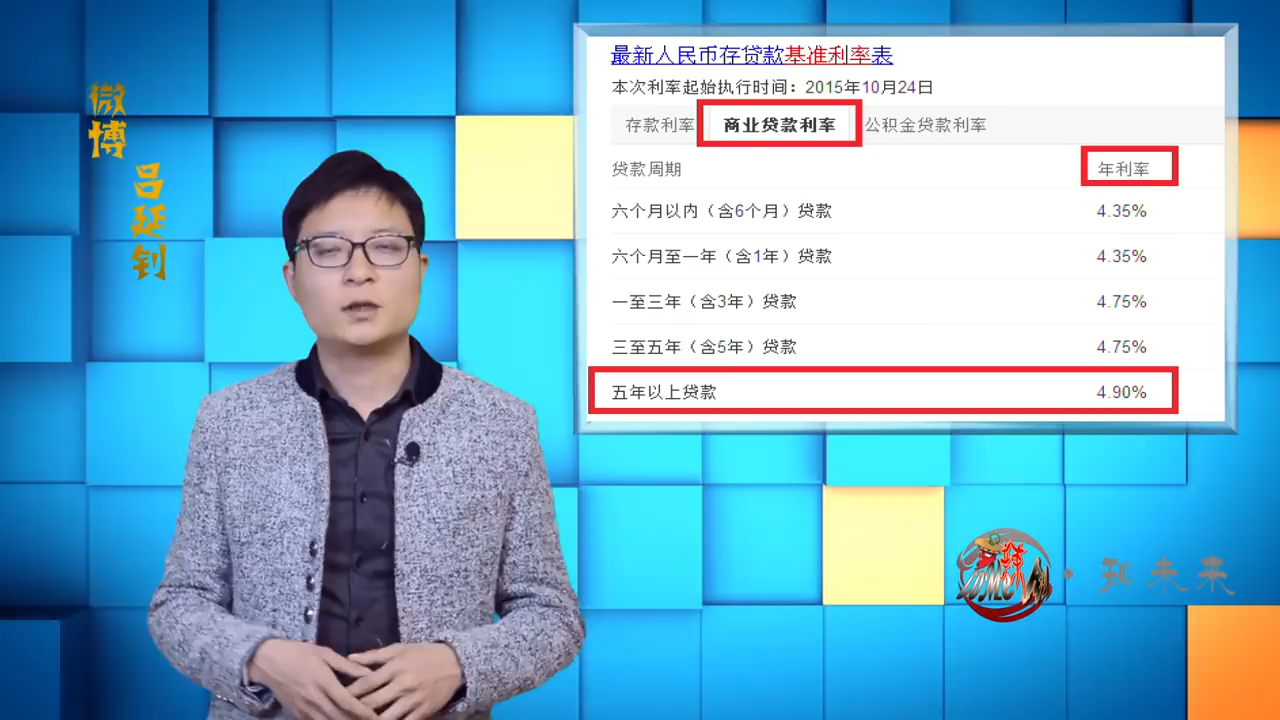 微博
吕延钊
最新人民币存贷款基准利率表
本次利率起始执行时间：2015年10月24日
存款利率 商业贷款利率 公积金贷款利率
贷款周期 年利率
六个月以内（含6个月）贷款 4.35%
六个月至一年（含1年）贷款 4.35%
一至三年（含3年）贷款 4.75%
三至五年（含5年）贷款 4.75%
五年以上贷款 4.90%
辣
·知未来